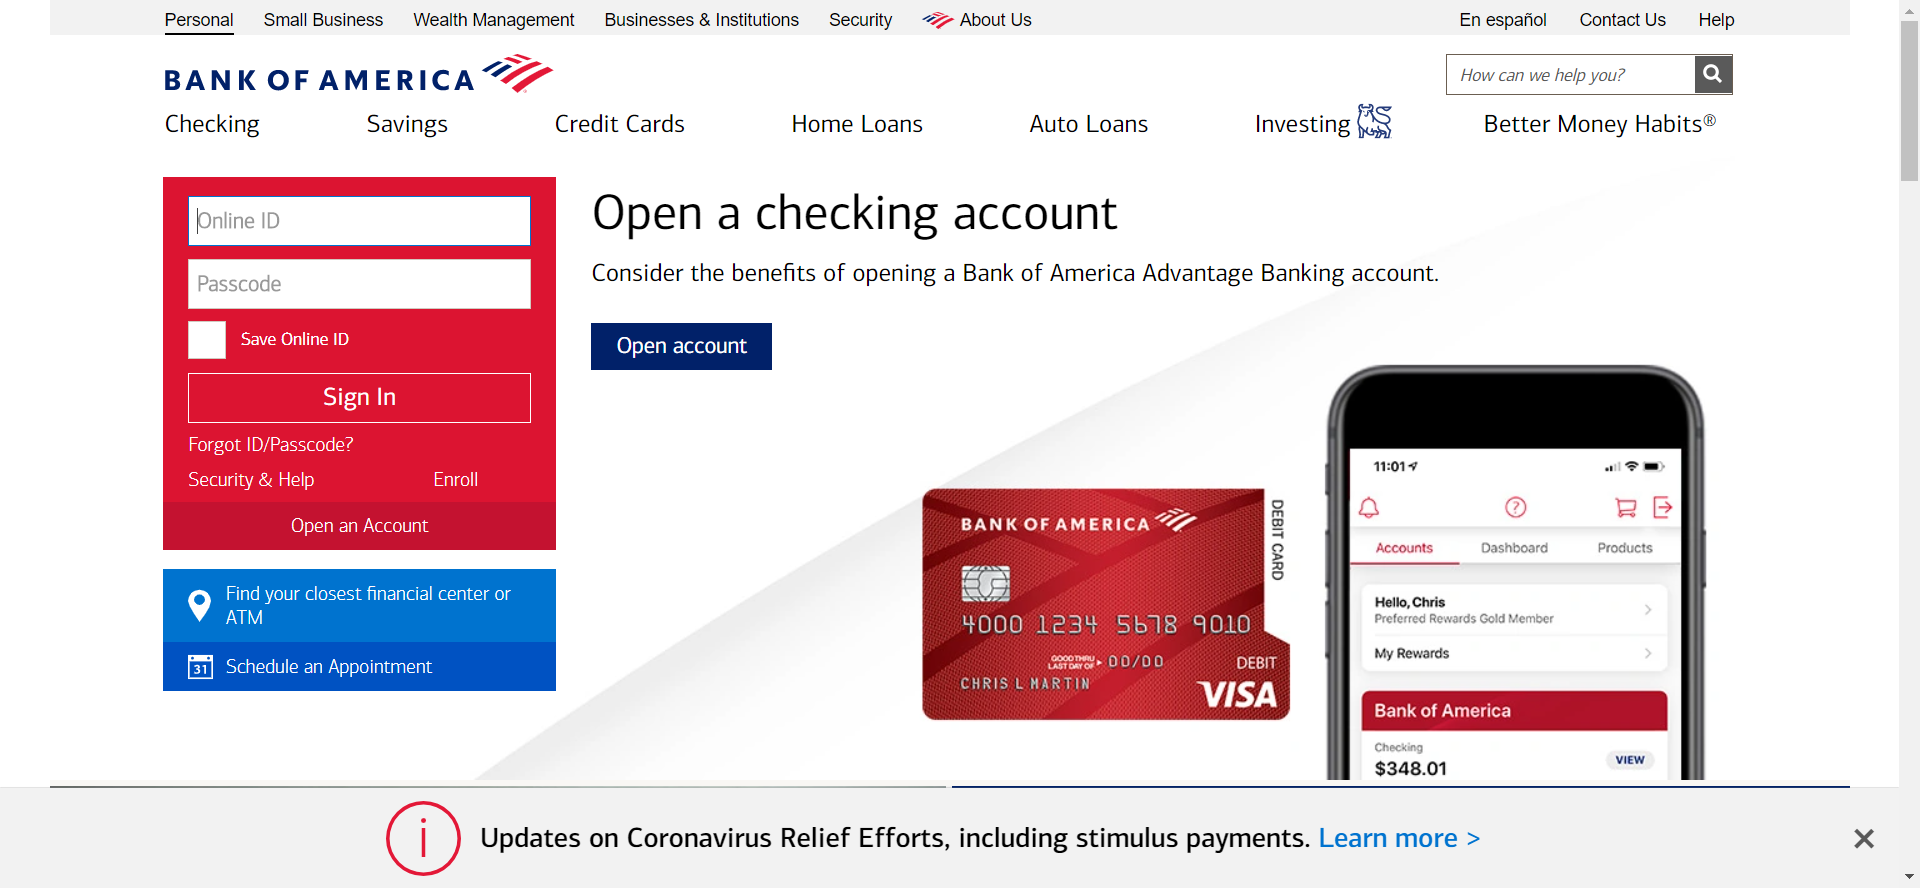 Personal Small Business Wealth Management Businesses & Institutions Security About Us En español Contact Us Help
BANK OF AMERICA
How can we help you?
Checking Savings Credit Cards Home Loans Auto Loans Investing Better Money Habits®
Online ID
Passcode
Save Online ID
Sign In
Forgot ID/Passcode?
Security & Help Enroll
Open an Account
Find your closest financial center or
ATM
31 Schedule an Appointment
Open a checking account
Consider the benefits of opening a Bank of America Advantage Banking account.
Open account
BANK OF AMERICA
DEBIT CARD
4000 1234 5678 9010
GOOD THRU
LAST DAY OF 00/00
DEBIT
CHRIS L MARTIN
VISA
11:01
?
Accounts Dashboard Products
Hello, Chris
Preferred Rewards Gold Member
My Rewards
Bank of America
Checking
$348.01
VIEW
i Updates on Coronavirus Relief Efforts, including stimulus payments. Learn more >